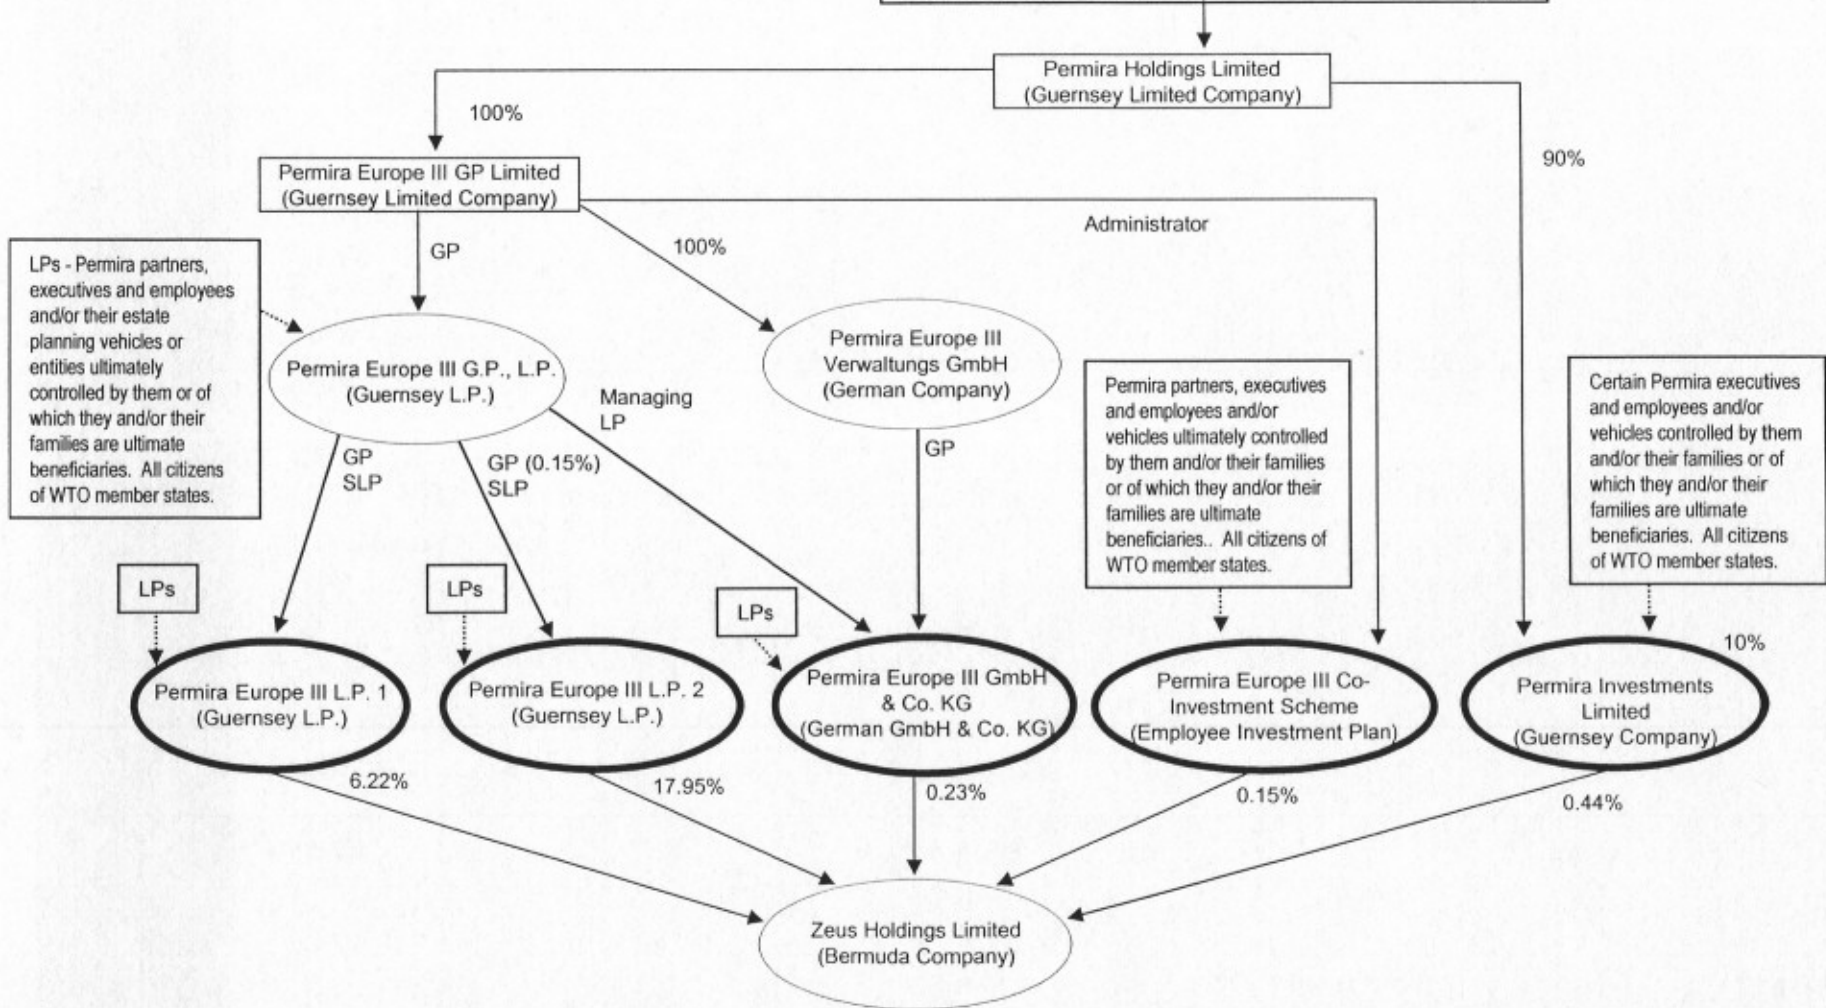 Permira Holdings Limited
(Guernsey Limited Company)
100%
90%
Permira Europe III GP Limited
(Guernsey Limited Company)
Administrator
GP
100%
LPs - Permira partners,
executives and employees
and/or their estate
planning vehicles or
entities ultimately
controlled by them or of
which they and/or their
families are ultimate
beneficiaries. All citizens
of WTO member states.
Permira Europe III G.P., L.P.
(Guernsey L.P.)
Permira Europe III
Verwaltungs GmbH
(German Company)
Managing
LP
Permira partners, executives
and employees and/or
vehicles ultimately controlled
by them and/or their families
or of which they and/or their
families are ultimate
beneficiaries.. All citizens of
WTO member states.
Certain Permira executives
and employees and/or
vehicles controlled by them
and/or their families or of
which they and/or their
families are ultimate
beneficiaries. All citizens
of WTO member states.
GP
SLP
GP (0.15%)
SLP
GP
LPs
LPs
LPs
10%
Permira Europe III L.P. 1
(Guernsey L.P.)
Permira Europe III L.P. 2
(Guernsey L.P.)
Permira Europe III GmbH
& Co. KG
(German GmbH & Co. KG)
Permira Europe III Co-
Investment Scheme
(Employee Investment Plan)
Permira Investments
Limited
(Guernsey Company)
6.22%
17.95%
0.23%
0.15%
0.44%
Zeus Holdings Limited
(Bermuda Company)